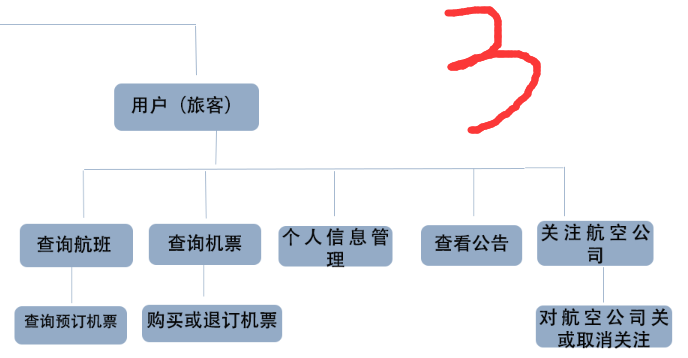 3
用户（旅客）
查询航班
查询机票
个人信息管
理
查看公告
关注航空公
司
查询预订机票
购买或退订机票
对航空公司关
或取消关注